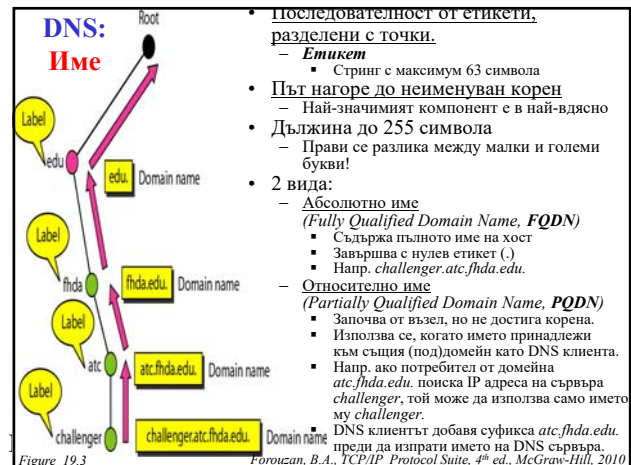 DNS:
Име
Root
Label
edu
edu.
Domain name
Label
fhda
fhda.edu.
Domain name
Label
atc
atc.fhda.edu.
Domain name
Label
challenger
challenger.atc.fhda.edu.
Domain name
Figure 19.3
• Последователност от етикети,
разделени с точки.
– Етикет
▪ Стринг с максимум 63 символа
• Път нагоре до неименуван корен
– Най-значимият компонент е в най-вдясно
• Дължина до 255 символа
– Прави се разлика между малки и големи
букви!
• 2 вида:
– Абсолютно име
(Fully Qualified Domain Name, FQDN)
▪ Съдържа пълното име на хост
▪ Завършва с нулев етикет (.)
▪ Напр. challenger.atc.fhda.edu.
– Относително име
(Partially Qualified Domain Name, PQDN)
▪ Започва от възел, но не достига корена.
▪ Използва се, когато името принадлежи
към същия (под)домейн като DNS клиента.
▪ Напр. ако потребител от домейна
atc.fhda.edu. поиска IP адреса на сървъра
challenger, той може да използва само името
му challenger.
▪ DNS клиентът добавя суфикса atc.fhda.edu.
преди да изпрати името на DNS сървъра.
Forouzan, B.A., TCP/IP Protocol Suite, 4th ed., McGraw-Hill, 2010